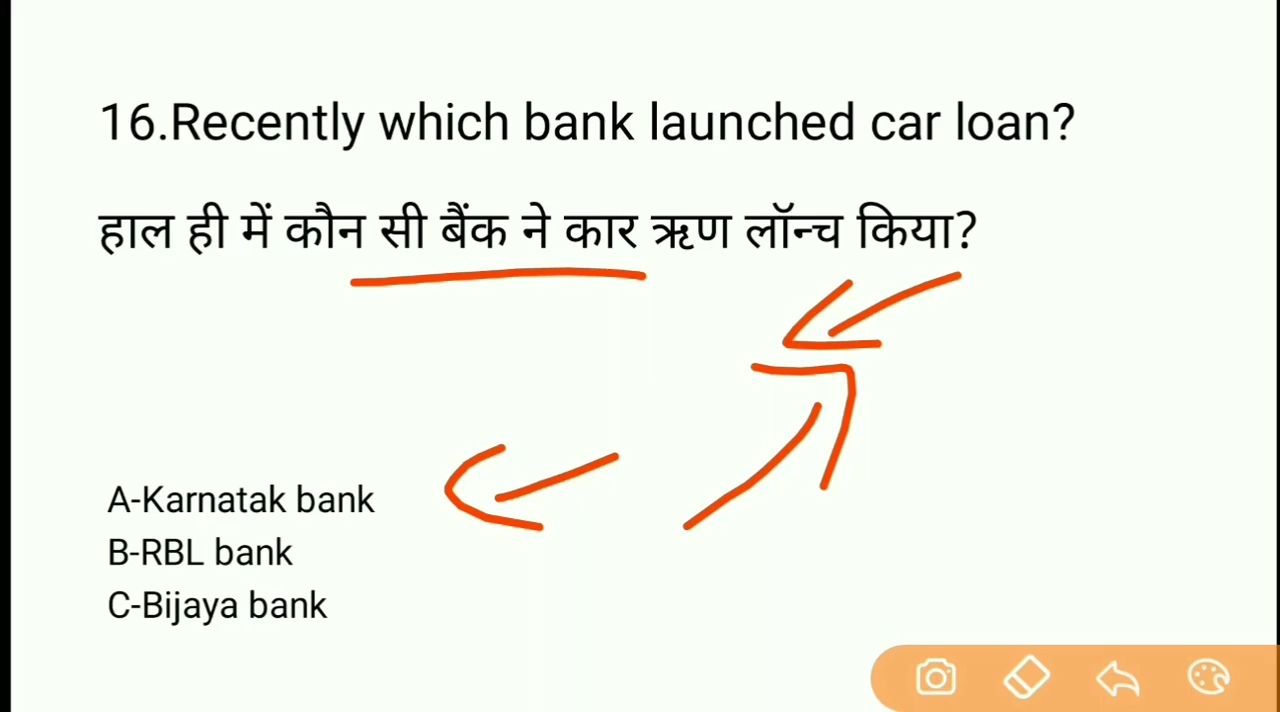 16.Recently which bank launched car loan?
हाल ही में कौन सी बैंक ने कार ऋण लॉन्च किया?
A-Karnatak bank
B-RBL bank
C-Bijaya bank